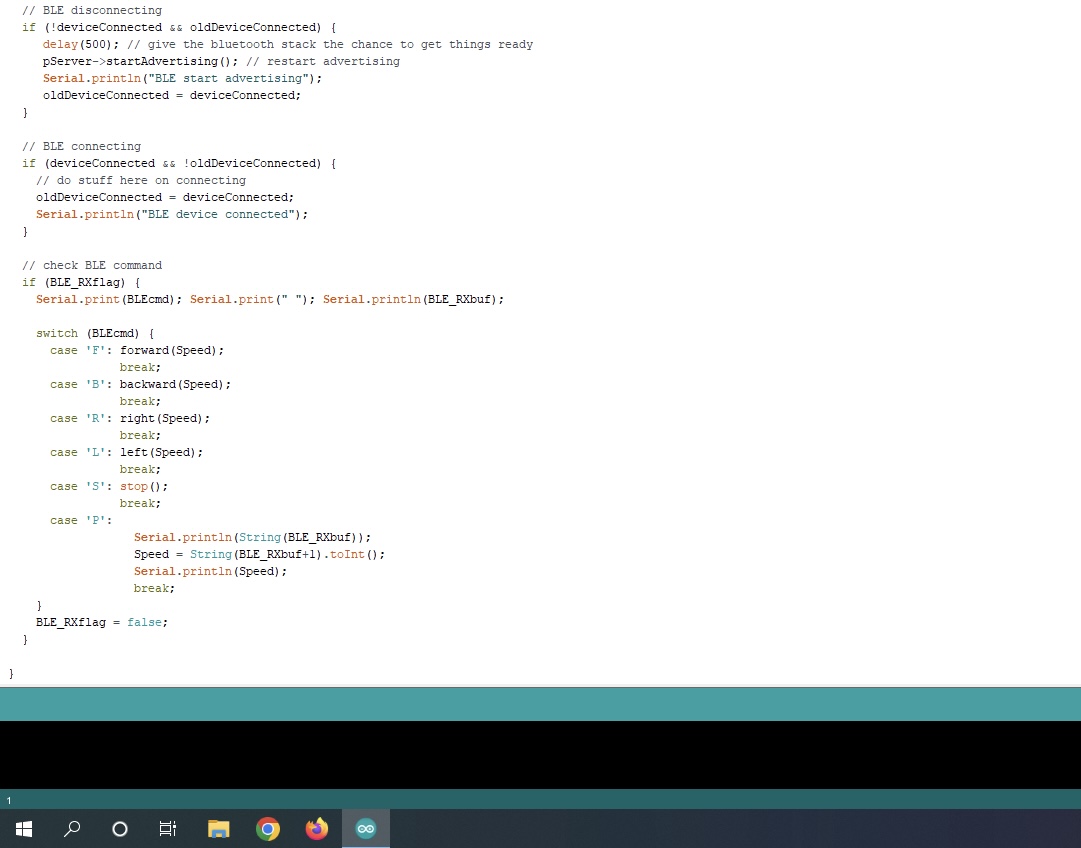 // BLE disconnecting
if (!deviceConnected && oldDeviceConnected) {
delay(500); // give the bluetooth stack the chance to get things ready
pServer->startAdvertising(); // restart advertising
Serial.println("BLE start advertising");
oldDeviceConnected = deviceConnected;
}
// BLE connecting
if (deviceConnected && !oldDeviceConnected) {
// do stuff here on connecting
oldDeviceConnected = deviceConnected;
Serial.println("BLE device connected");
}
// check BLE command
if (BLE_RXflag) {
Serial.print(BLEcmd); Serial.print(" "); Serial.println(BLE_RXbuf);
switch (BLEcmd) {
case 'F': forward(Speed);
break;
case 'B': backward(Speed);
break;
case 'R': right(Speed);
break;
case 'L': left(Speed);
break;
case 'S': stop();
break;
case 'P':
Serial.println(String(BLE_RXbuf));
Speed = String(BLE_RXbuf+1).toInt();
Serial.println(Speed);
break;
}
BLE_RXflag = false;
}
}
1